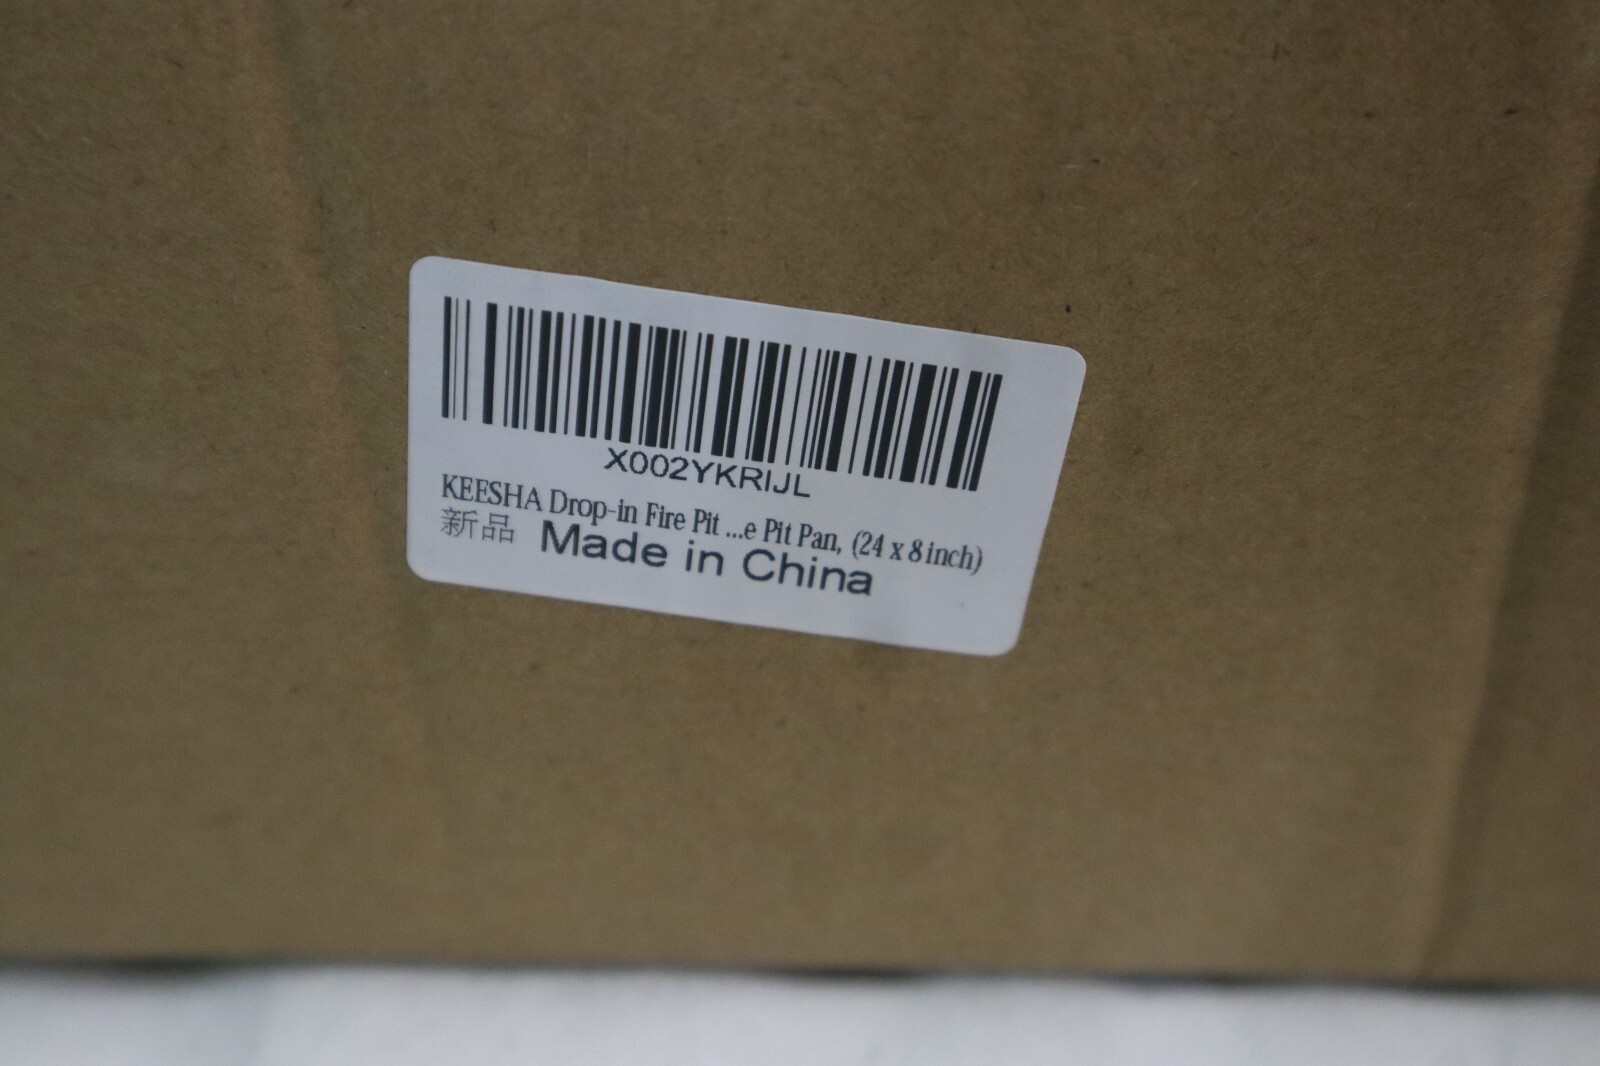 X002YKRIJL
KEESHA Drop-in Fire Pit ...e Pit Pan, (24 x 8 inch)
新品 Made in China